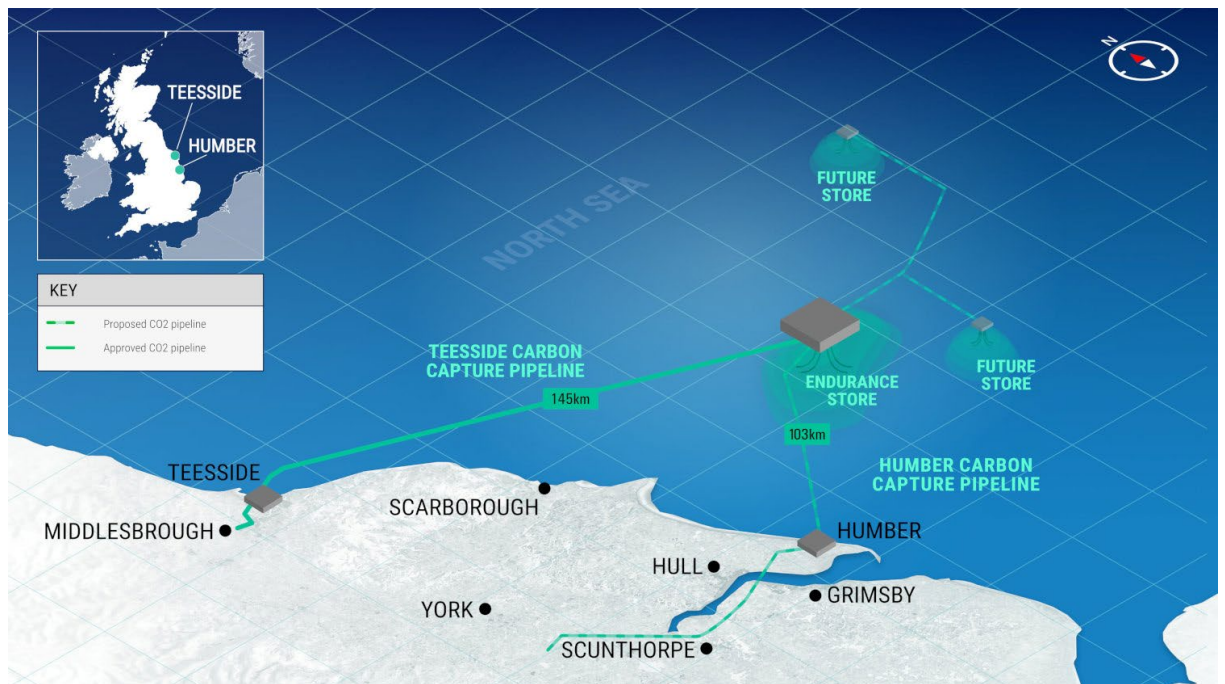 N
TEESSIDE
HUMBER
KEY
Proposed CO2 pipeline
Approved CO2 pipeline
NORTH SEA
FUTURE
STORE
FUTURE
STORE
TEESSIDE CARBON
CAPTURE PIPELINE
145km
ENDURANCE
STORE
103km
HUMBER CARBON
CAPTURE PIPELINE
TEESSIDE
SCARBOROUGH
MIDDLESBROUGH
HUMBER
HULL
GRIMSBY
YORK
SCUNTHORPE